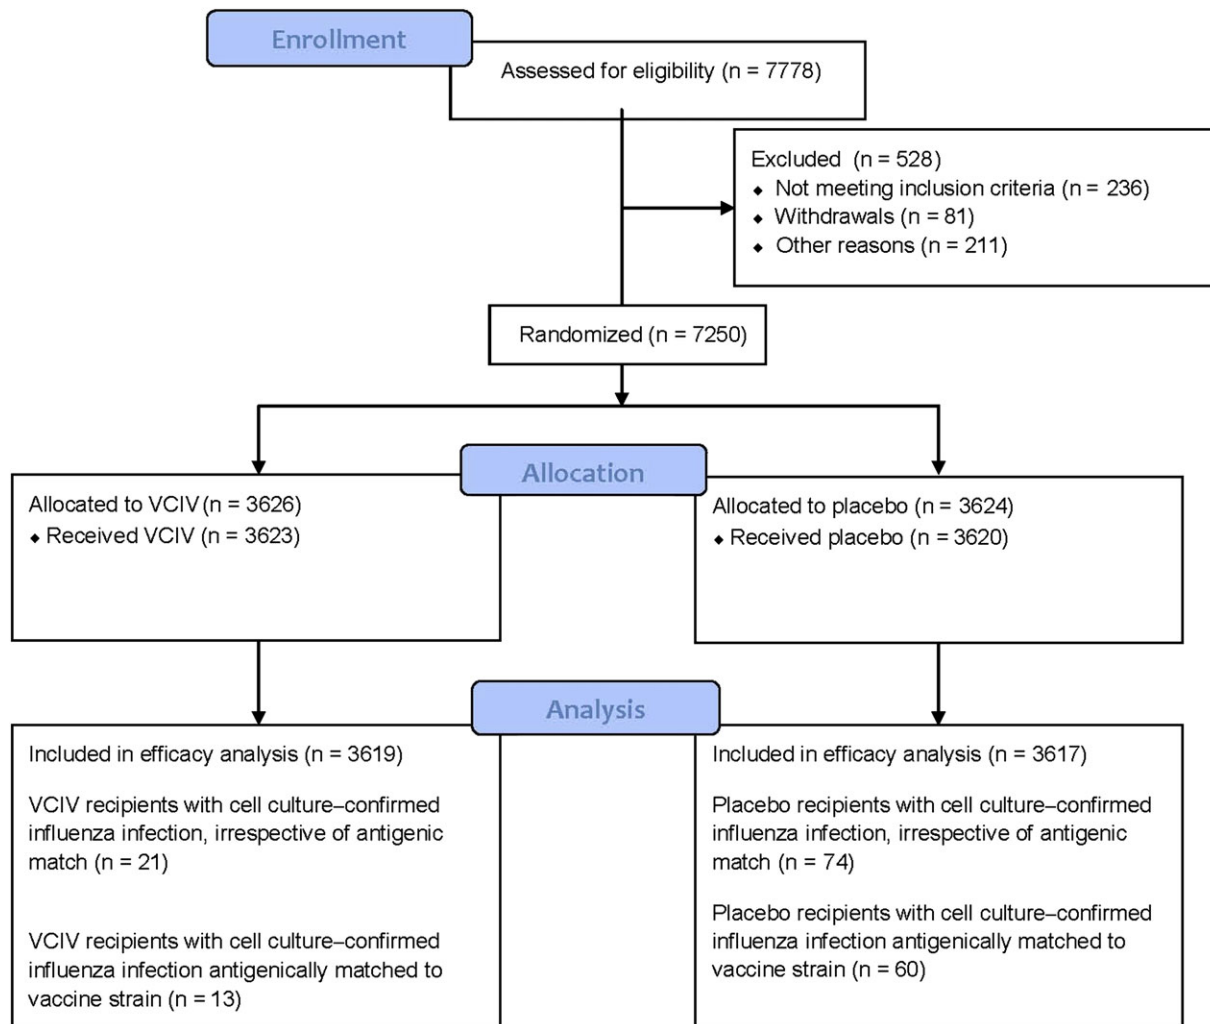 Enrollment
Assessed for eligibility (n = 7778)
Excluded (n = 528)
⬥ Not meeting inclusion criteria (n = 236)
⬥ Withdrawals (n = 81)
⬥ Other reasons (n = 211)
Randomized (n = 7250)
Allocation
Allocated to VCIV (n = 3626)
⬥ Received VCIV (n = 3623)
Allocated to placebo (n = 3624)
⬥ Received placebo (n = 3620)
Analysis
Included in efficacy analysis (n = 3619)
VCIV recipients with cell culture–confirmed
influenza infection, irrespective of antigenic
match (n = 21)
VCIV recipients with cell culture–confirmed
influenza infection antigenically matched to
vaccine strain (n = 13)
Included in efficacy analysis (n = 3617)
Placebo recipients with cell culture–confirmed
influenza infection, irrespective of antigenic
match (n = 74)
Placebo recipients with cell culture–confirmed
influenza infection antigenically matched to
vaccine strain (n = 60)